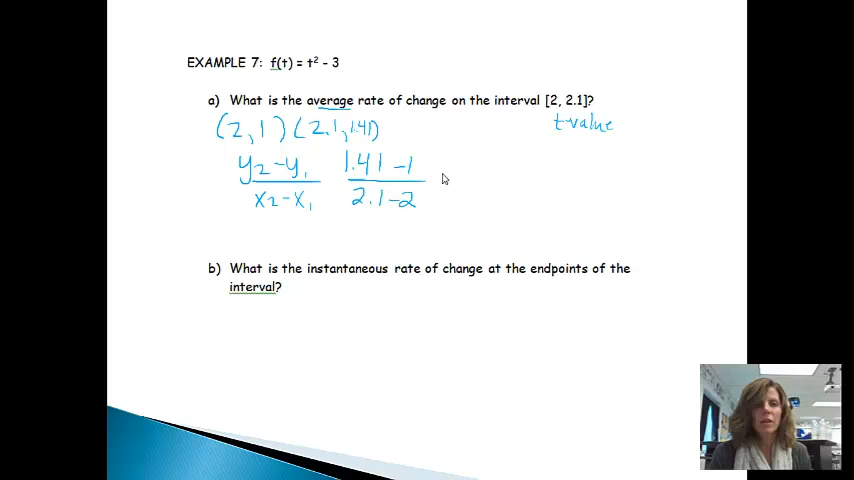 EXAMPLE 7: f(t) = t² - 3
a) What is the average rate of change on the interval [2, 2.1]?
(2, 1) (2.1, 1.41) t-value
y₂ - y₁ 1.41 - 1
x₂ - x₁ 2.1 - 2
b) What is the instantaneous rate of change at the endpoints of the
interval?